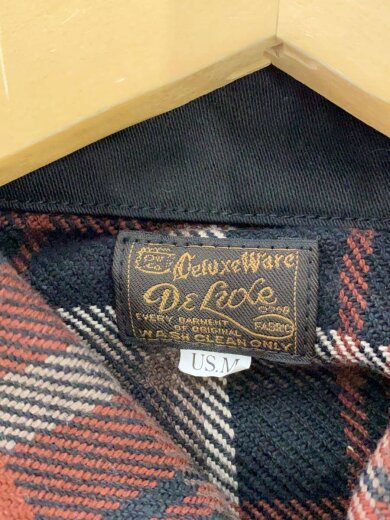 DeluxeWare
DeLuxe
EVERY GARMENT
OF ORIGINAL
FABRIC
WASH CLEAN ONLY
US.M